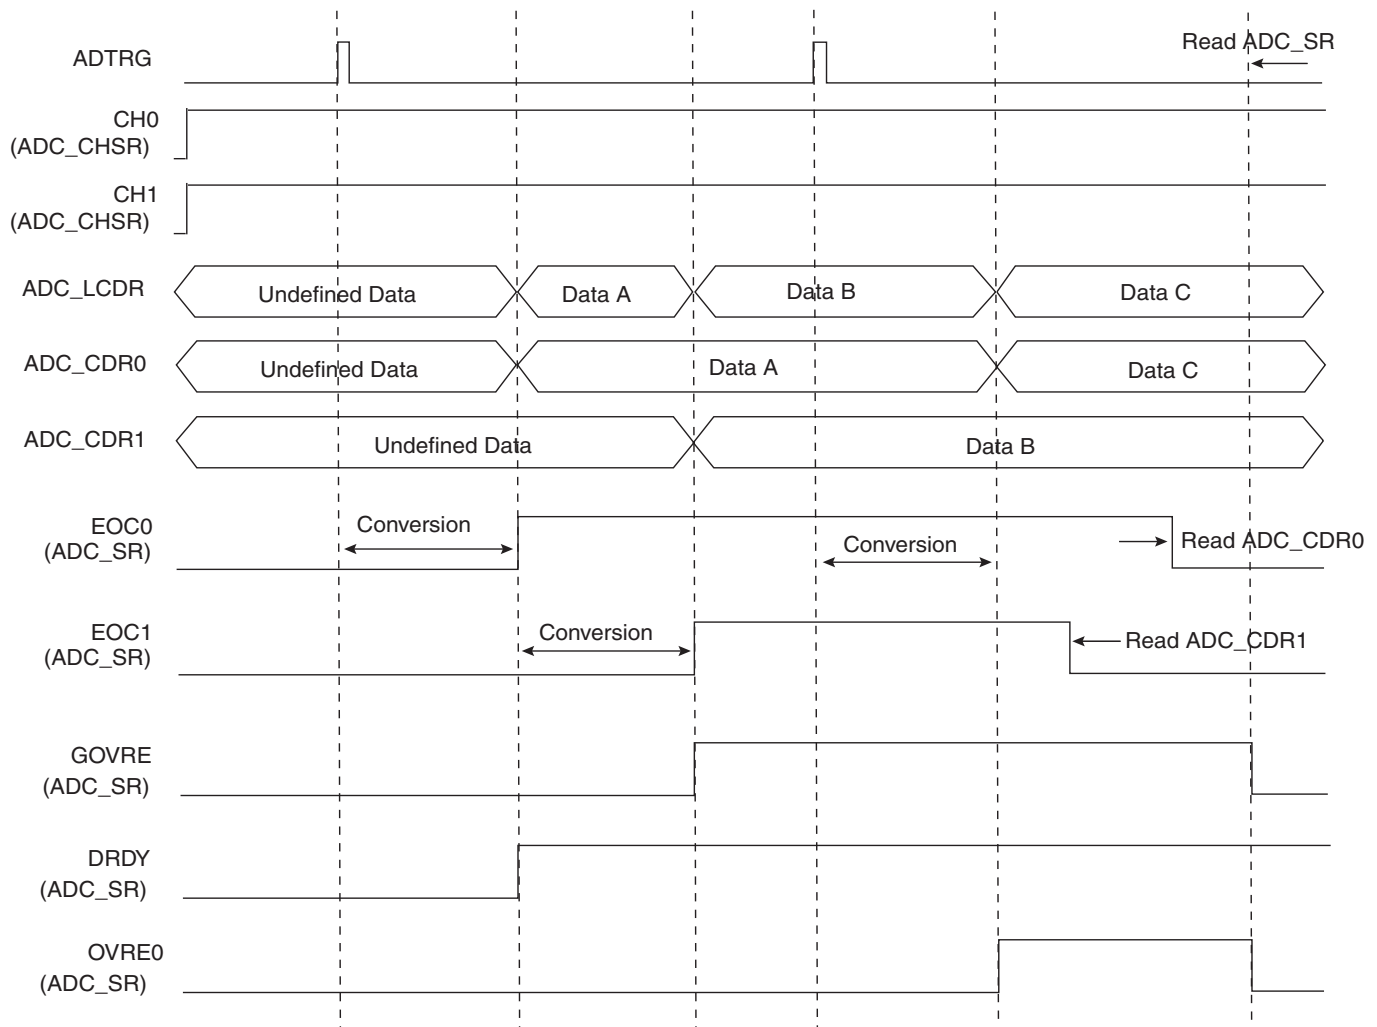 Read ADC_SR
ADTRG
CH0
(ADC_CHSR)
CH1
(ADC_CHSR)
ADC_LCDR
Undefined Data
Data A
Data B
Data C
ADC_CDR0
Undefined Data
Data A
Data C
ADC_CDR1
Undefined Data
Data B
EOC0
(ADC_SR)
Conversion
Conversion
Read ADC_CDR0
EOC1
(ADC_SR)
Conversion
Read ADC_CDR1
GOVRE
(ADC_SR)
DRDY
(ADC_SR)
OVRE0
(ADC_SR)